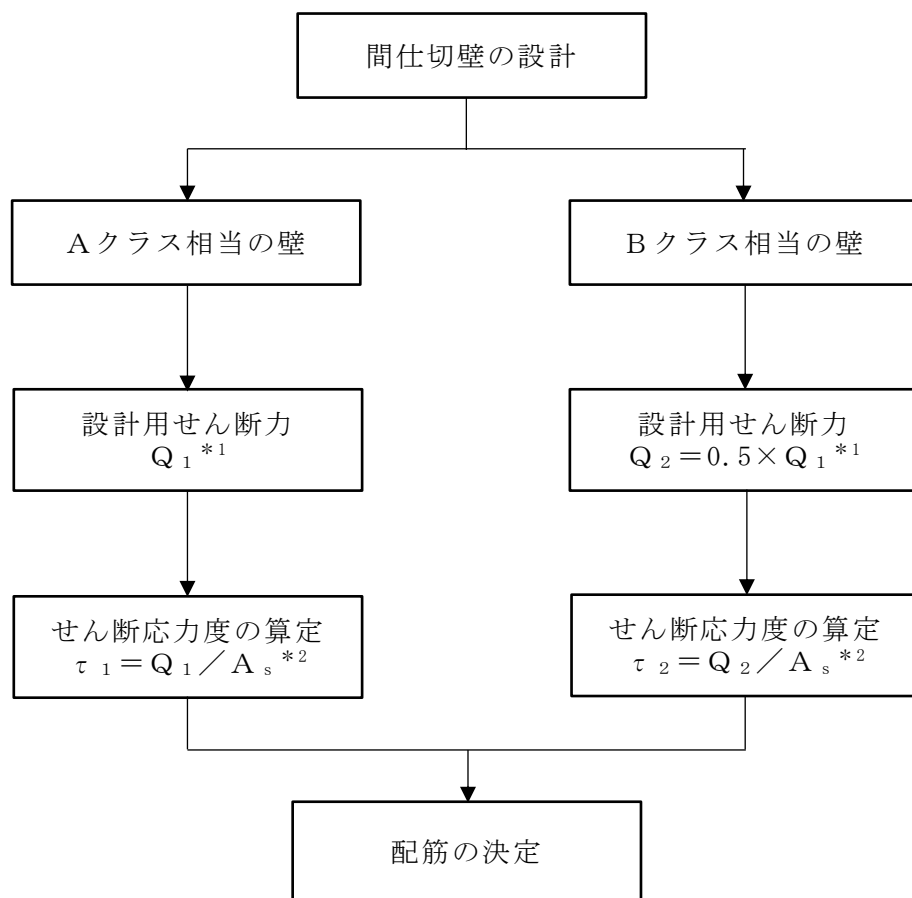 間仕切壁の設計
Aクラス相当の壁
Bクラス相当の壁
設計用せん断力
Q₁*1
設計用せん断力
Q₂=0.5×Q₁*1
せん断応力度の算定
τ₁=Q₁/Aₛ*2
せん断応力度の算定
τ₂=Q₂/Aₛ*2
配筋の決定